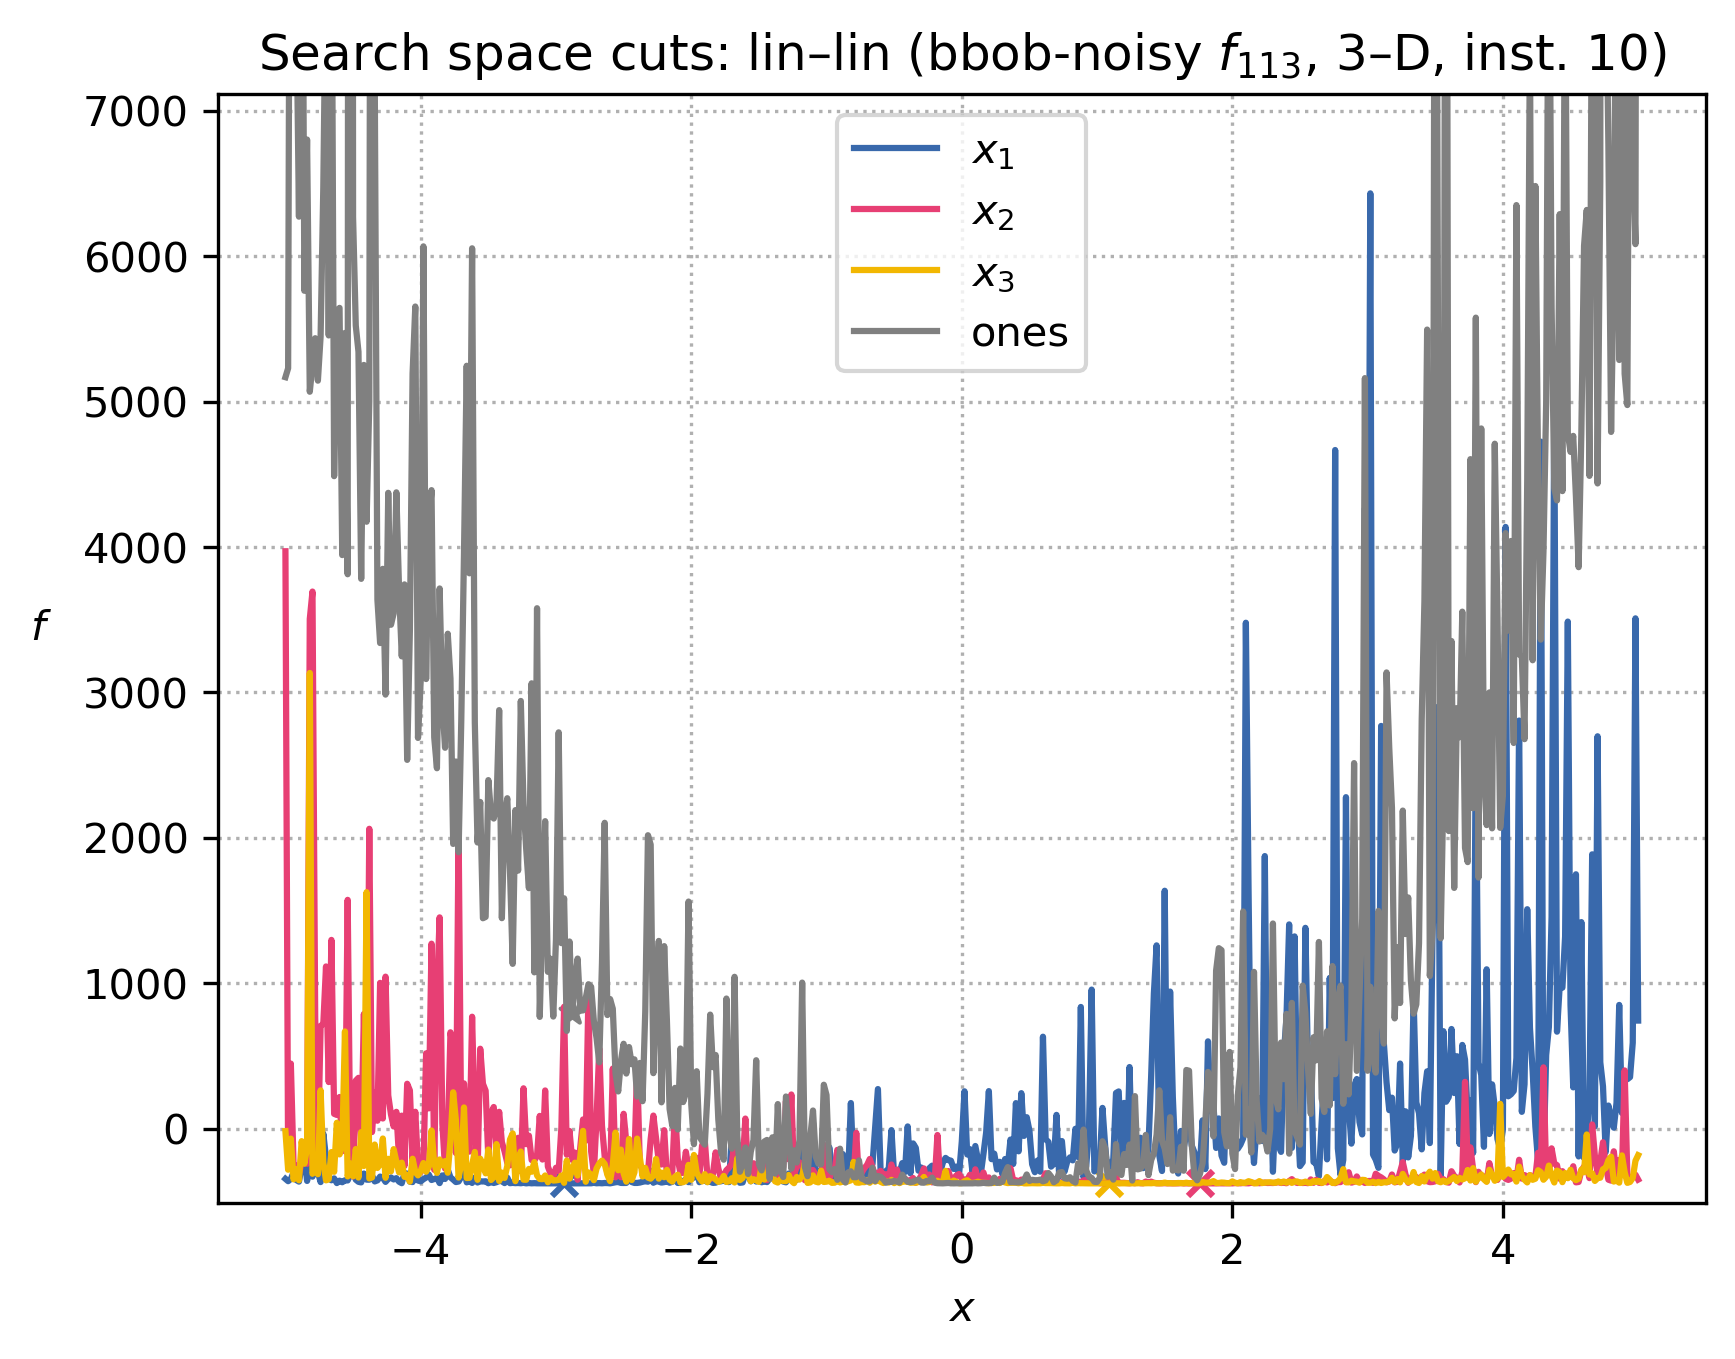 Search space cuts: lin–lin (bbob-noisy f₁₁₃, 3–D, inst. 10)
7000
6000
5000
4000
3000
2000
1000
0
f
x₁
x₂
x₃
ones
−4 −2 0 2 4
x